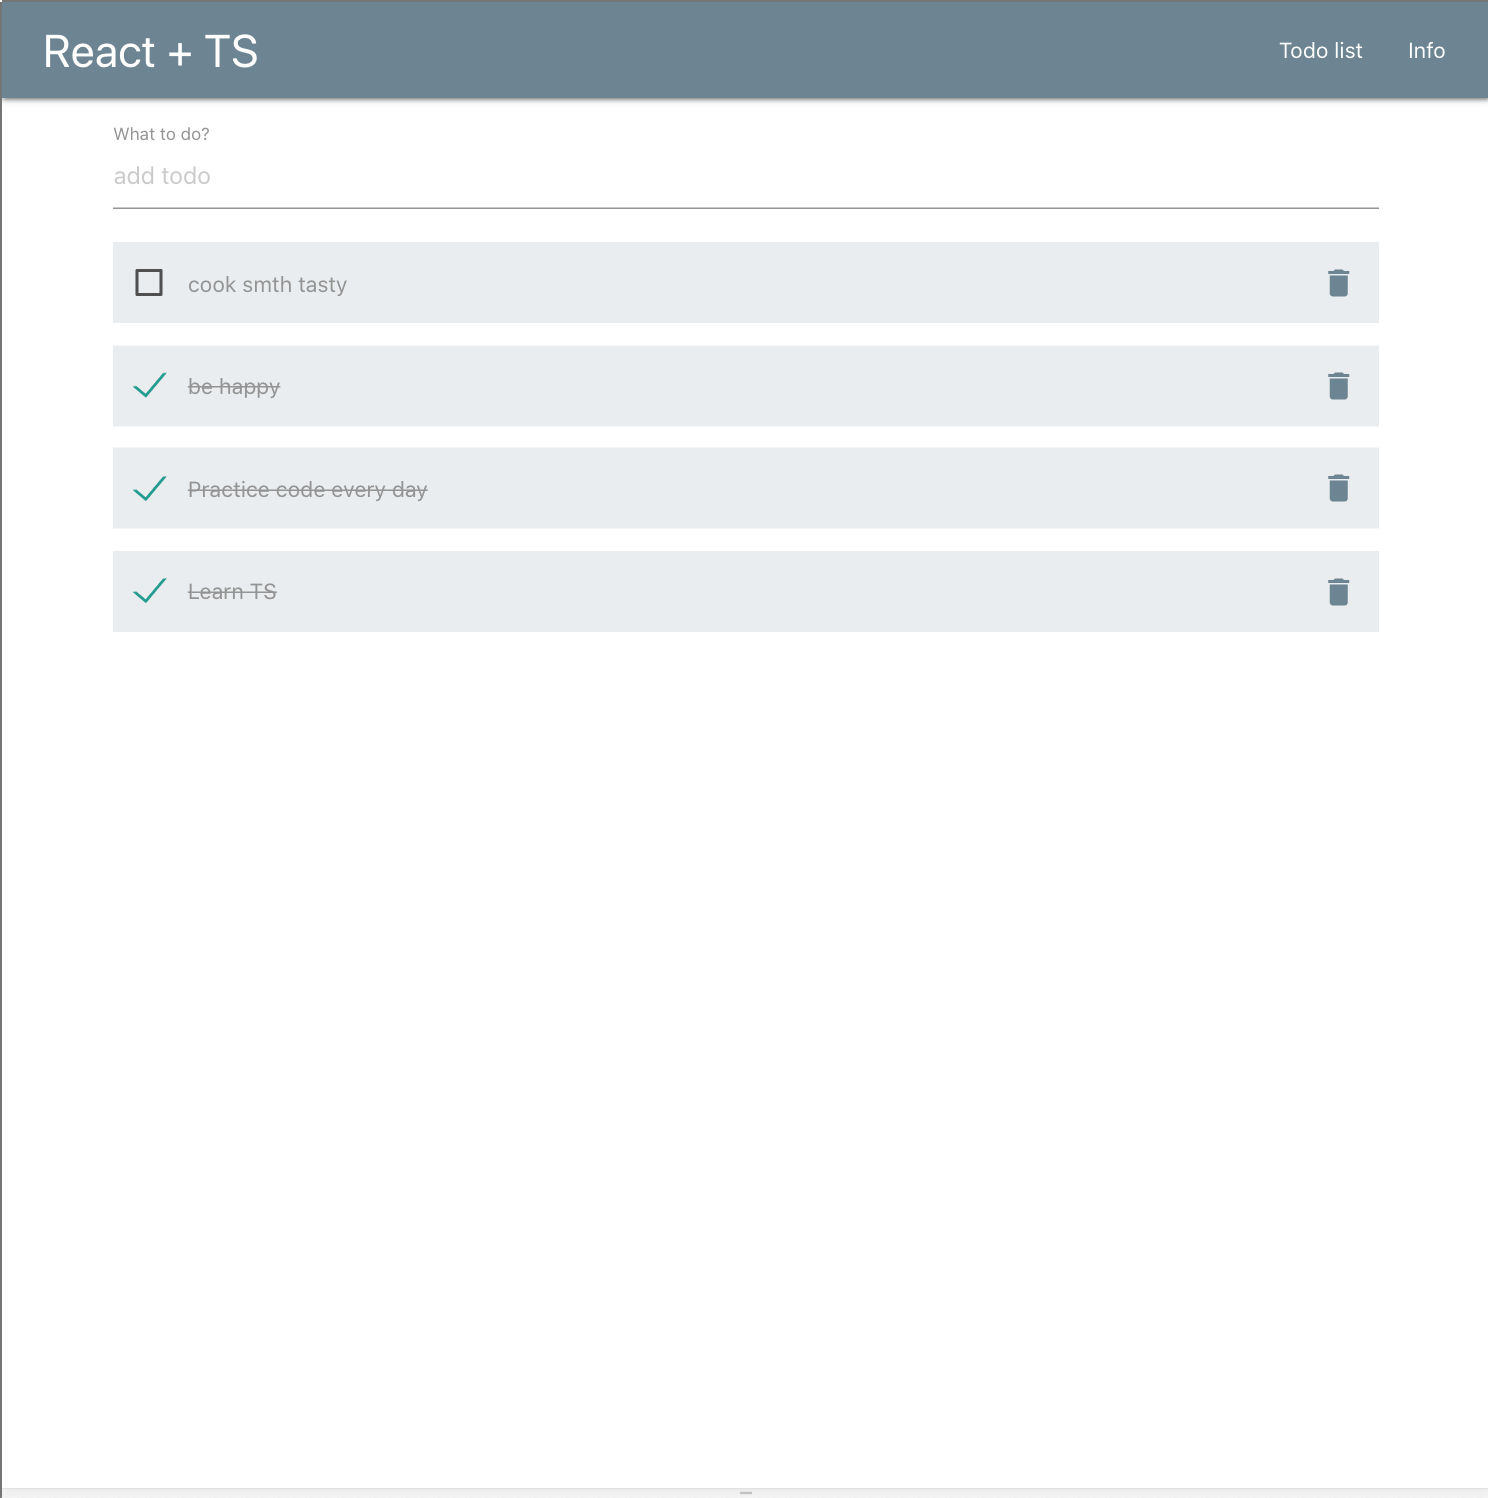 React + TS
Todo list
Info
What to do?
add todo
cook smth tasty
be happy
Practice code every day
Learn TS